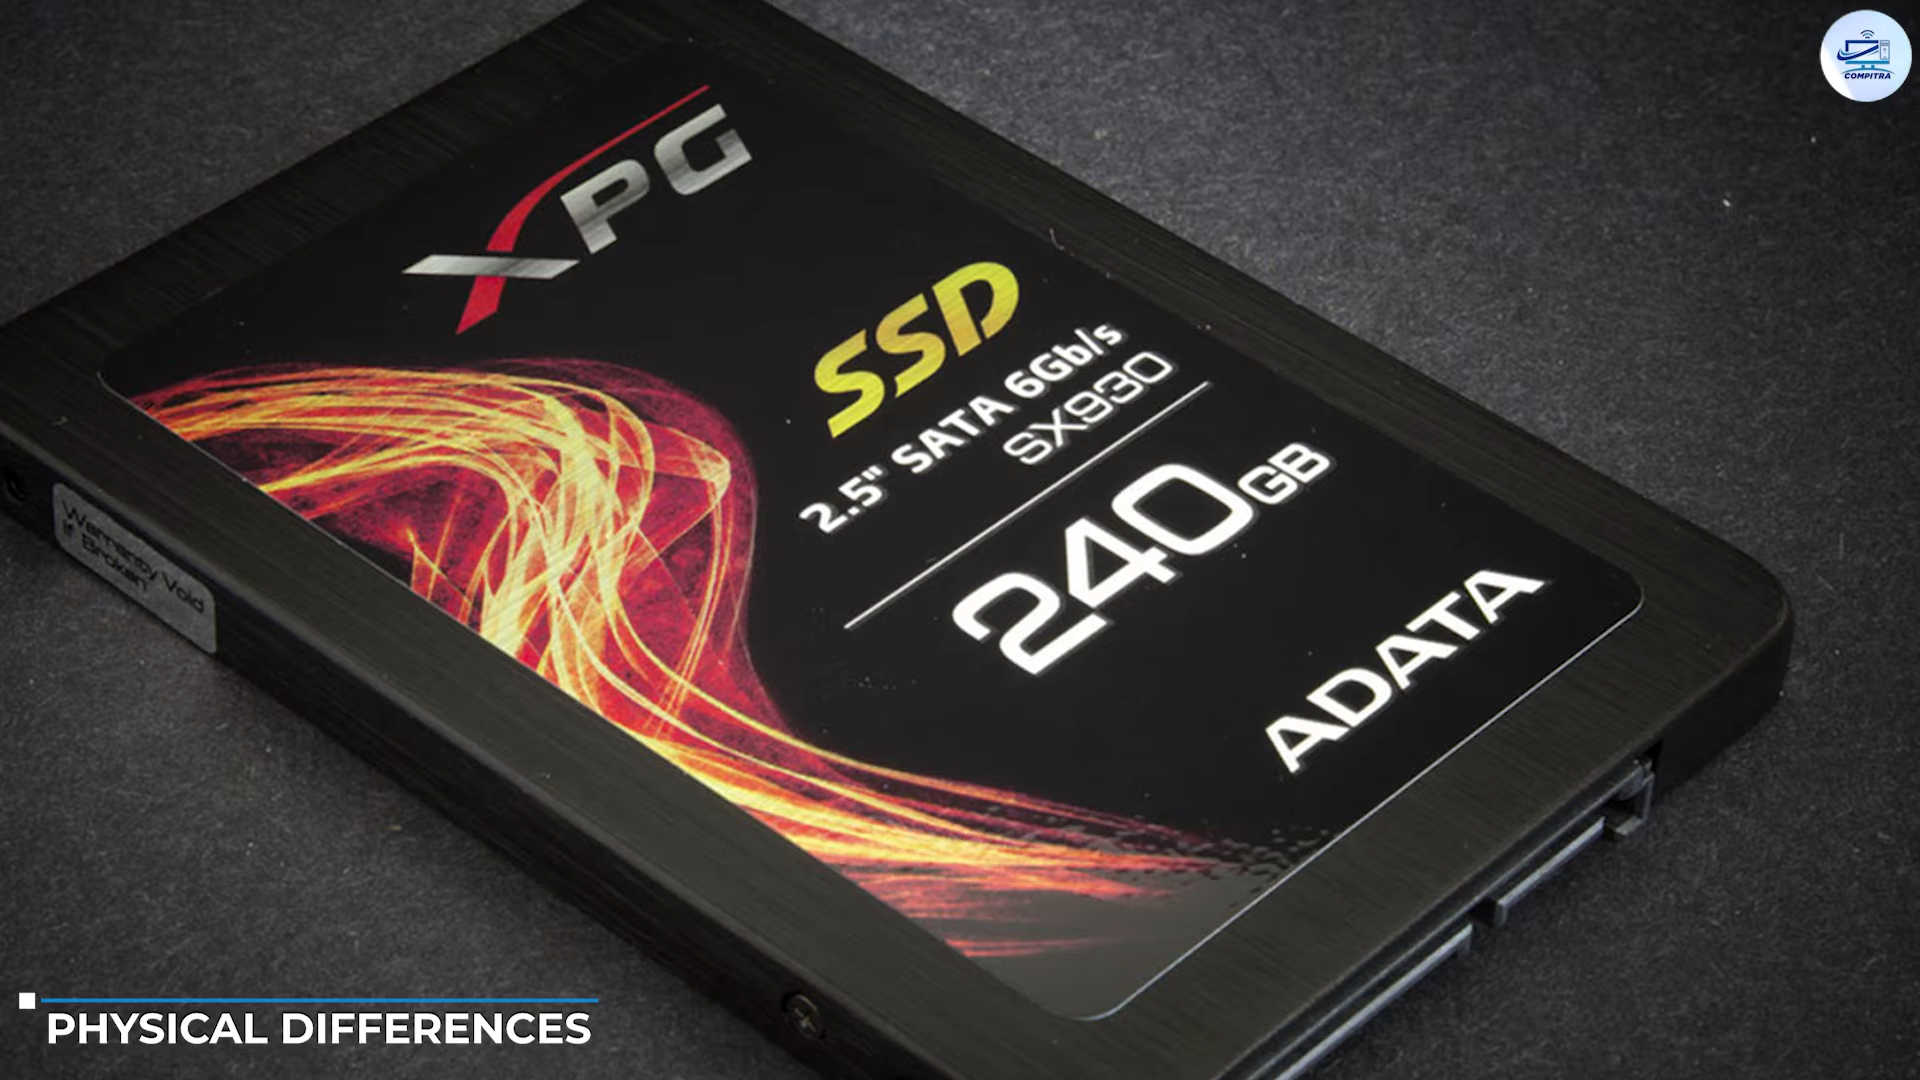 COMPITRA
XPG
SSD
2.5" SATA 6Gb/s
SX930
240GB
ADATA
Warranty Void
if Broken
PHYSICAL DIFFERENCES